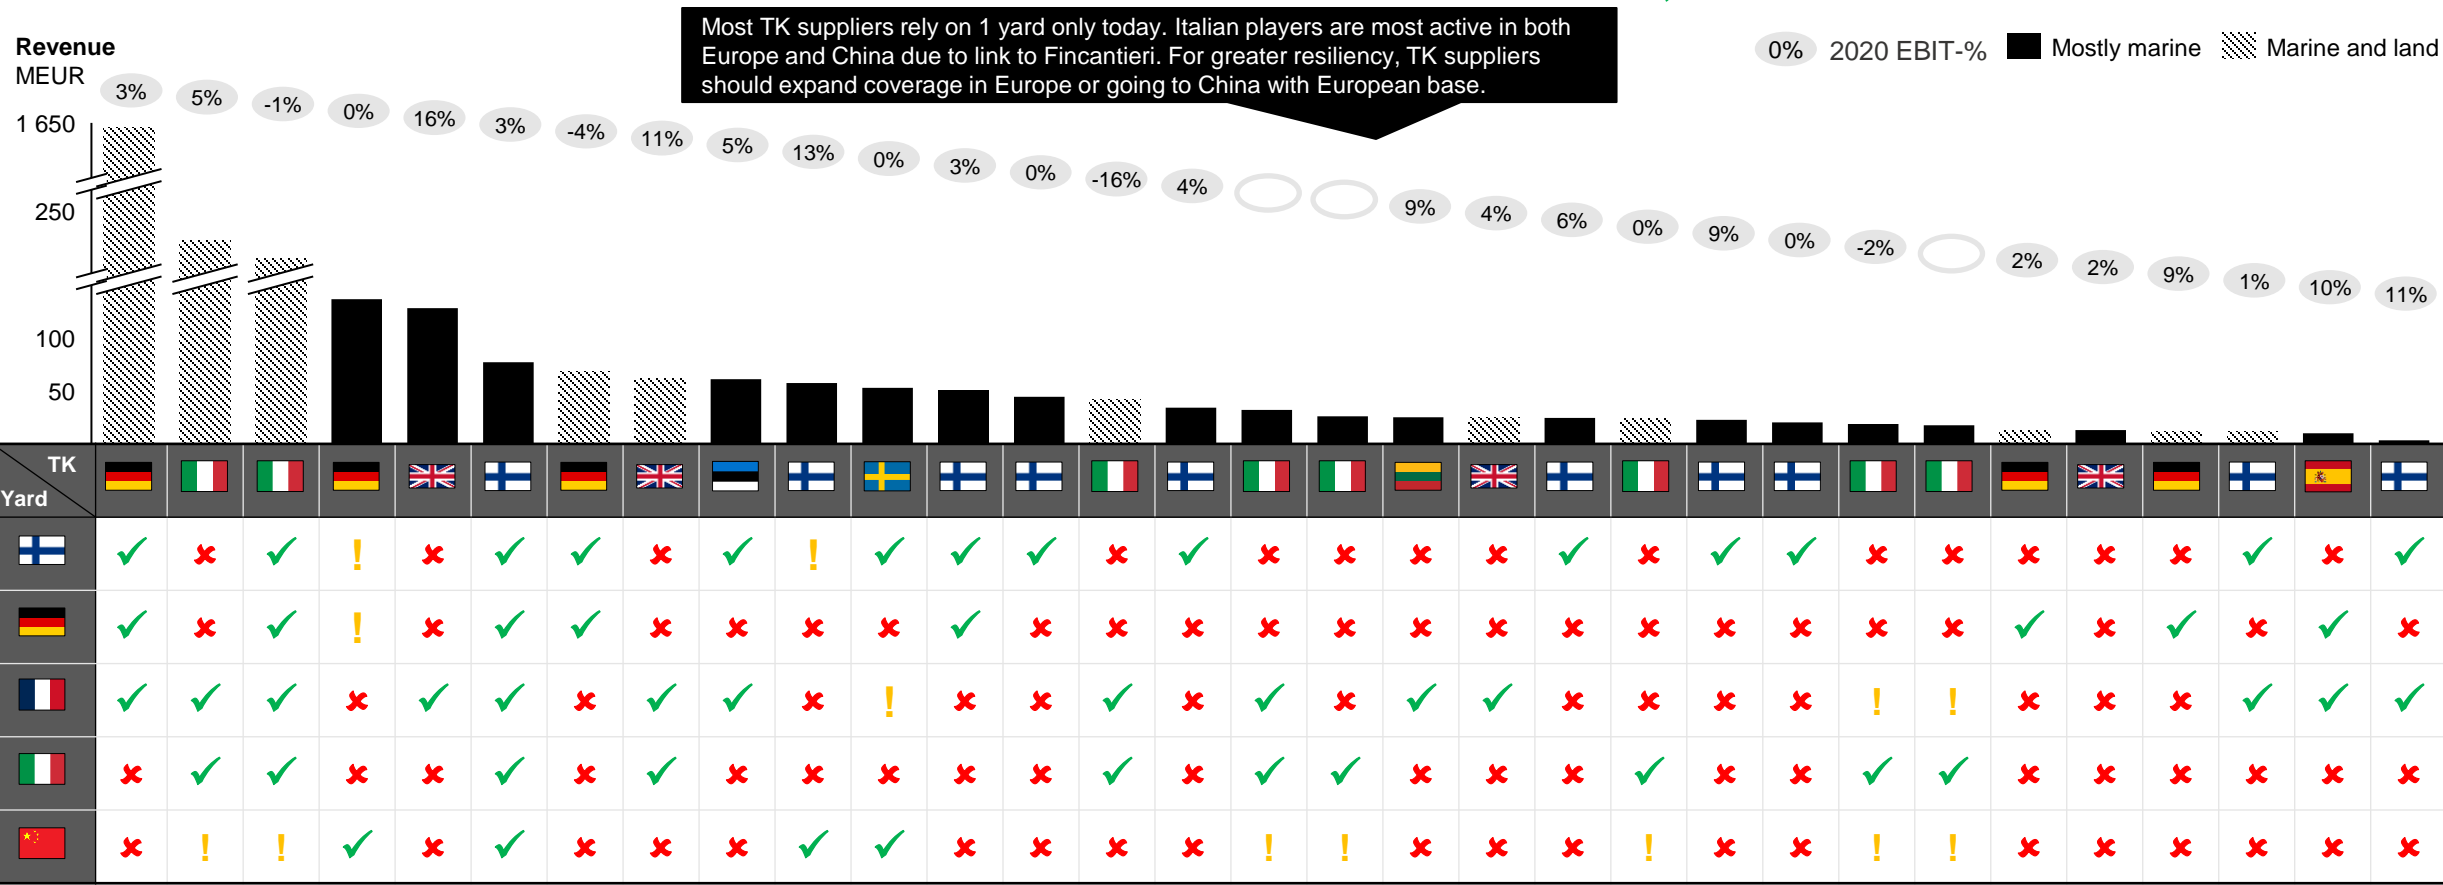 Most TK suppliers rely on 1 yard only today. Italian players are most active in both
Europe and China due to link to Fincantieri. For greater resiliency, TK suppliers
should expand coverage in Europe or going to China with European base.
Revenue
MEUR
0% 2020 EBIT-% Mostly marine Marine and land
3% 5% -1% 0% 16% 3% -4% 11% 5% 13% 0% 3% 0% -16% 4% 9% 4% 6% 0% 9% 0% -2% 2% 2% 9% 1% 10% 11%
1 650
250
100
50
TK
Yard
! !
!
! ! !
! ! ! ! ! ! !